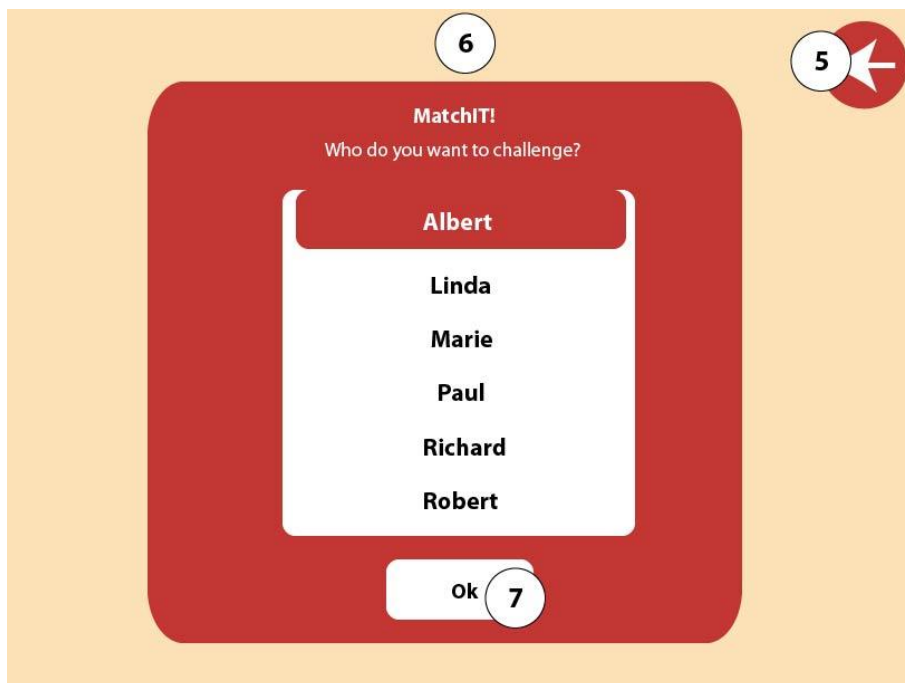 6
5
MatchIT!
Who do you want to challenge?
Albert
Linda
Marie
Paul
Richard
Robert
Ok
7